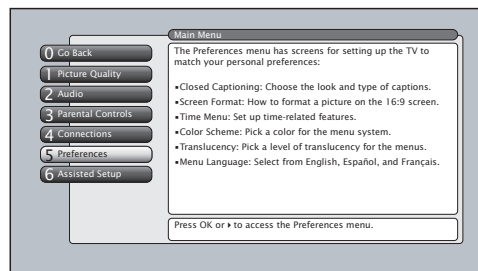 Main Menu
0 Go Back
1 Picture Quality
2 Audio
3 Parental Controls
4 Connections
5 Preferences
6 Assisted Setup
The Preferences menu has screens for setting up the TV to
match your personal preferences:
▪Closed Captioning: Choose the look and type of captions.
▪Screen Format: How to format a picture on the 16:9 screen.
▪Time Menu: Set up time-related features.
▪Color Scheme: Pick a color for the menu system.
▪Translucency: Pick a level of translucency for the menus.
▪Menu Language: Select from English, Español, and Français.
Press OK or ▸ to access the Preferences menu.